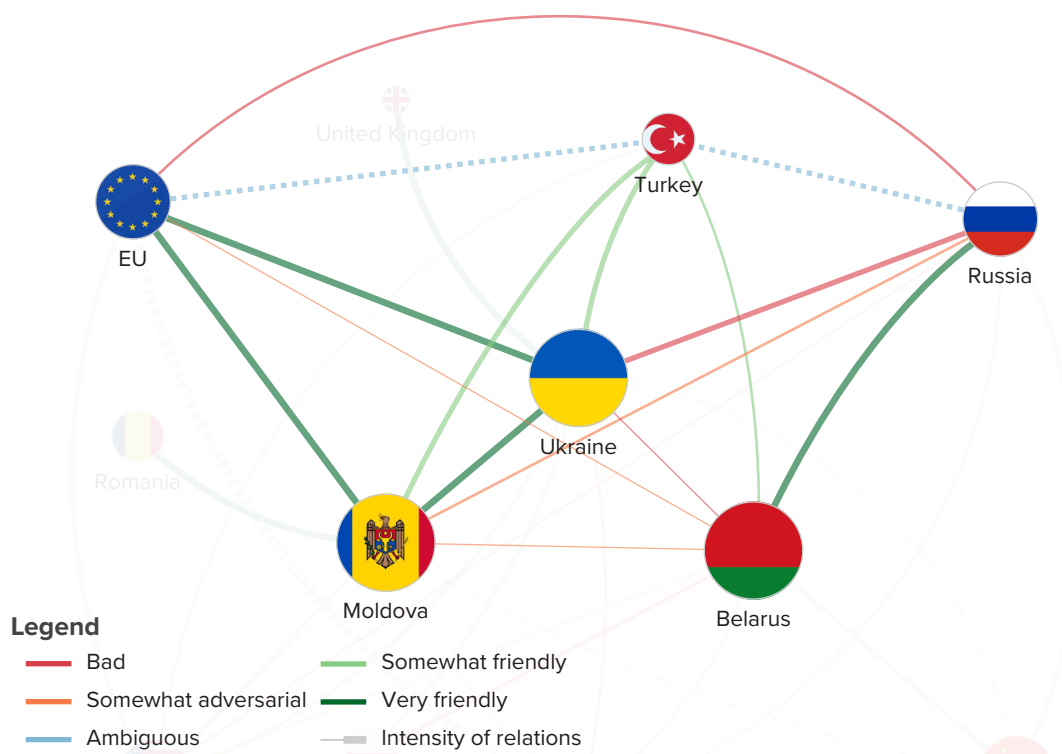 United Kingdom
Turkey
EU
Russia
Ukraine
Romania
Moldova
Belarus
Legend
Bad
Somewhat friendly
Somewhat adversarial
Very friendly
Ambiguous
Intensity of relations